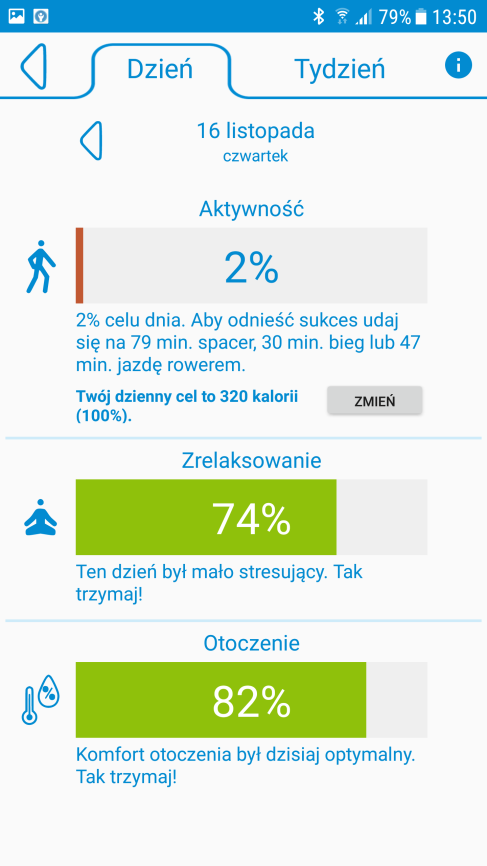 79% 13:50
Dzień
Tydzień
16 listopada
czwartek
Aktywność
2%
2% celu dnia. Aby odnieść sukces udaj
się na 79 min. spacer, 30 min. bieg lub 47
min. jazdę rowerem.
Twój dzienny cel to 320 kalorii
(100%).
ZMIEŃ
Zrelaksowanie
74%
Ten dzień był mało stresujący. Tak
trzymaj!
Otoczenie
%
82%
Komfort otoczenia był dzisiaj optymalny.
Tak trzymaj!